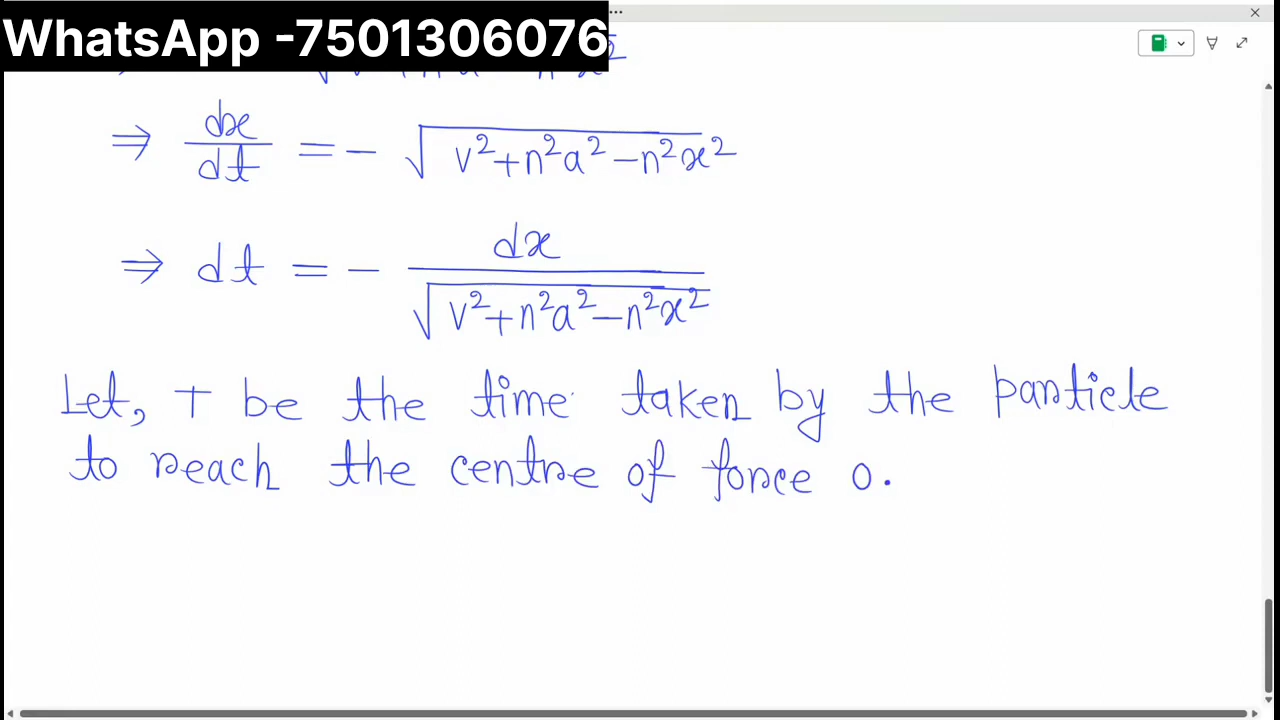 WhatsApp -7501306076
⇒ dx/dt = - √(v²+n²a²-n²x²)
⇒ dt = - dx/√(v²+n²a²-n²x²)
Let, T be the time taken by the particle
to reach the centre of force o.